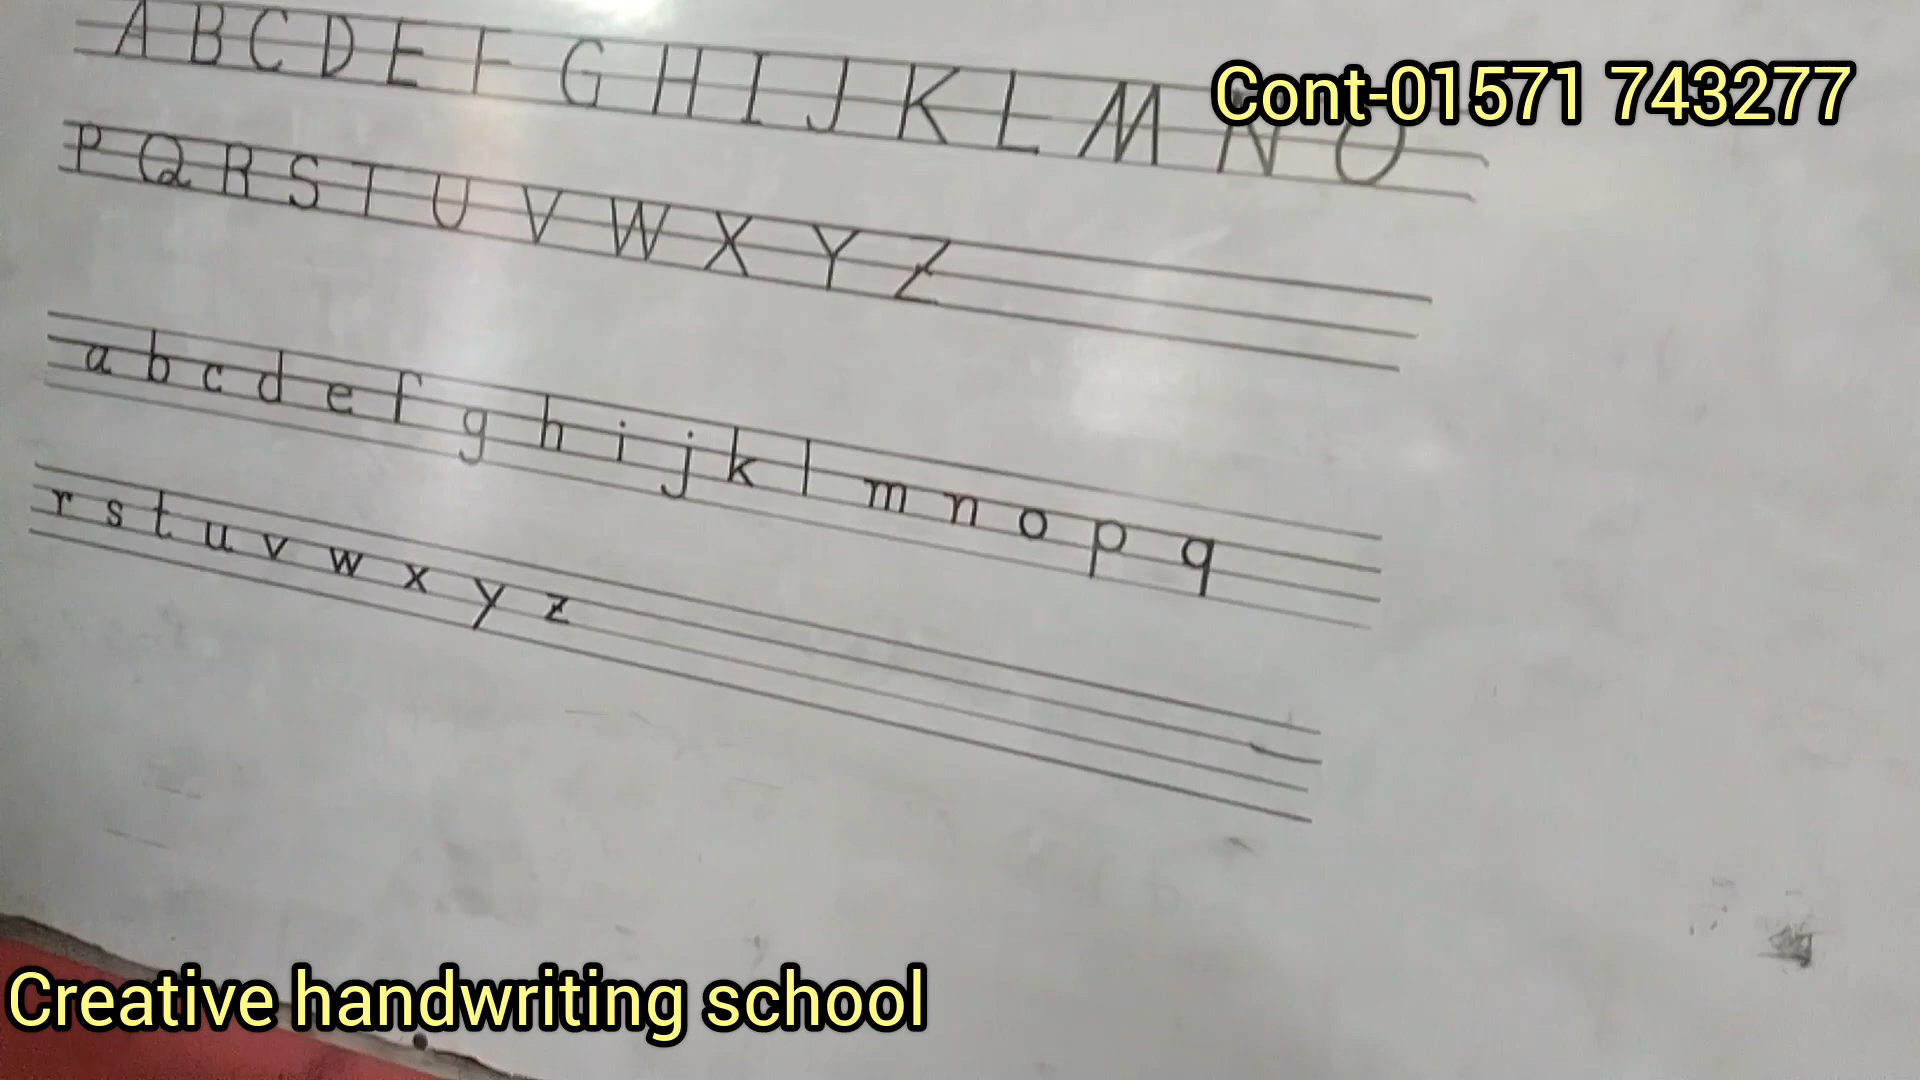 A B C D E F G H I J K L M N O
Cont-01571 743277
P Q R S T U V W X Y Z
a b c d e f g h i j k l m n o p q
r s t u v w x y z
Creative handwriting school